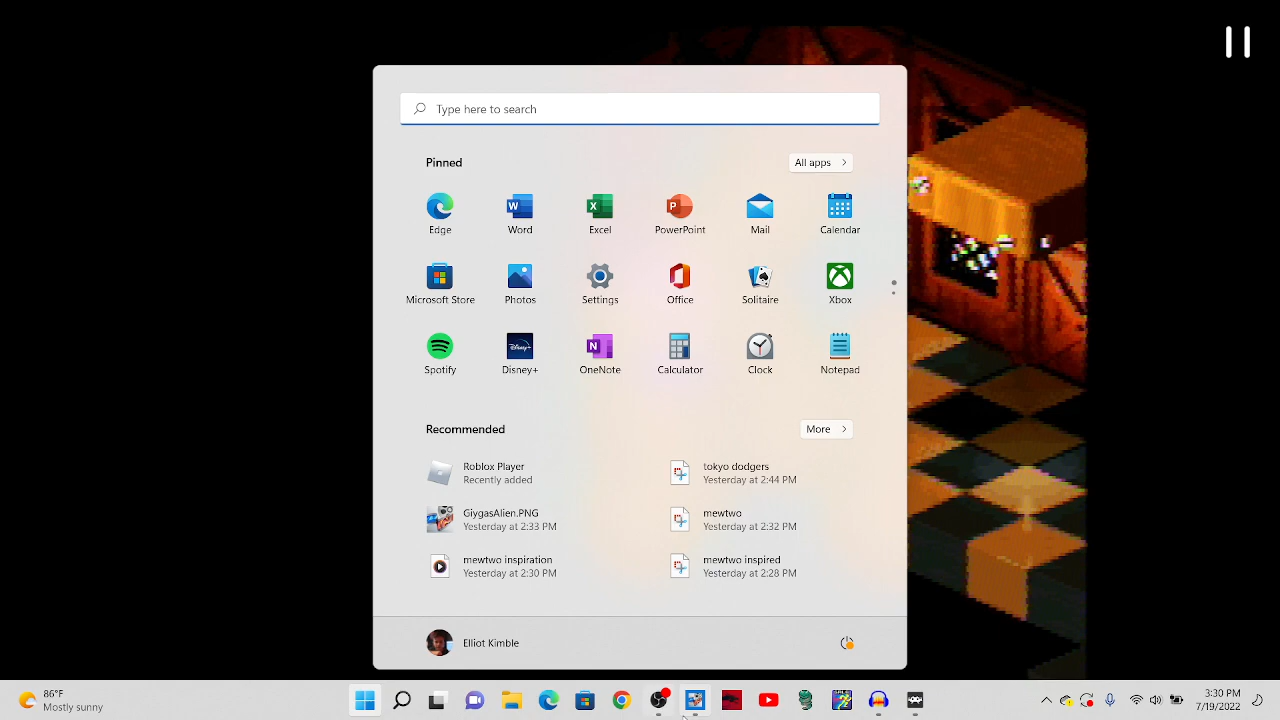 Type here to search
Pinned
All apps
Edge
Word
Excel
PowerPoint
Mail
Calendar
Microsoft Store
Photos
Settings
Office
Solitaire
Xbox
Spotify
Disney+
OneNote
Calculator
Clock
Notepad
Recommended
More
Roblox Player
Recently added
tokyo dodgers
Yesterday at 2:44 PM
GiygasAlien.PNG
Yesterday at 2:33 PM
mewtwo
Yesterday at 2:32 PM
mewtwo inspiration
Yesterday at 2:30 PM
mewtwo inspired
Yesterday at 2:28 PM
Elliot Kimble
86°F
Mostly sunny
3:30 PM
7/19/2022